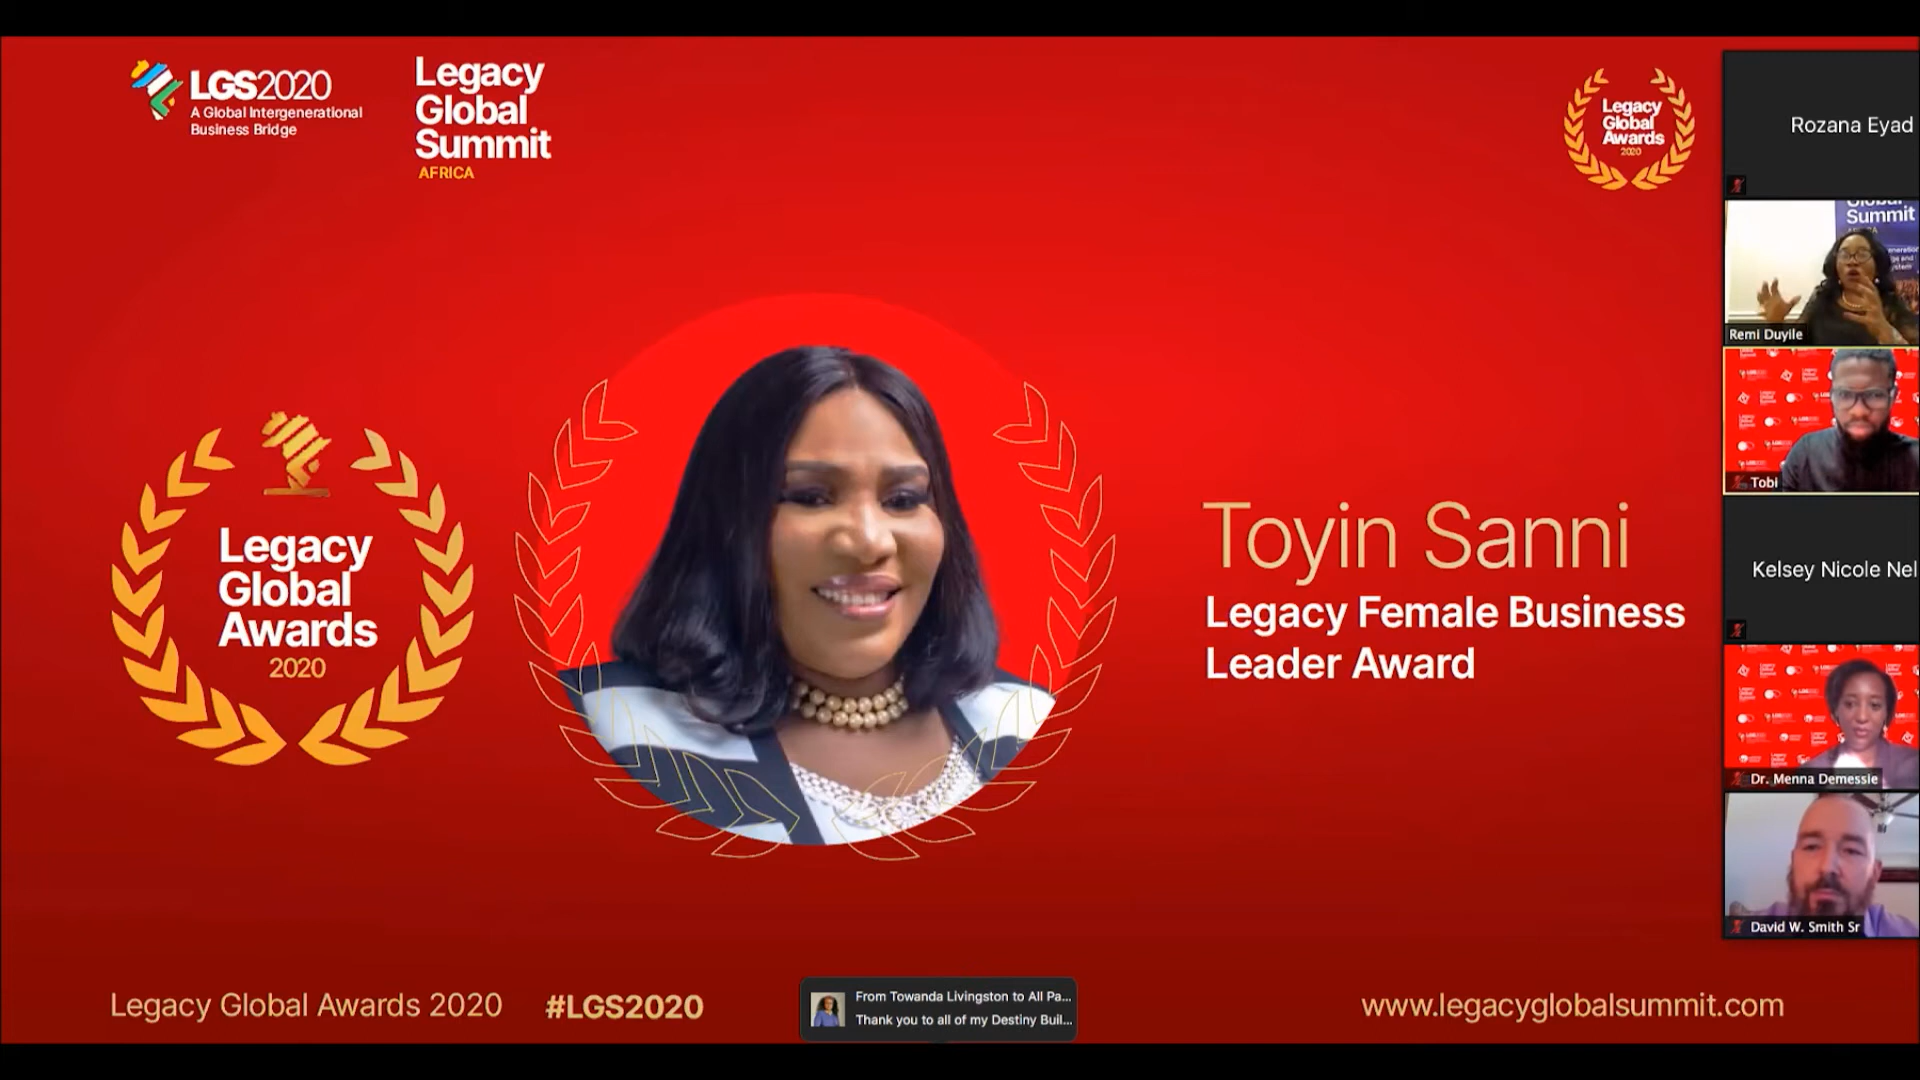 LGS2020
A Global Intergenerational
Business Bridge
Legacy
Global
Summit
AFRICA
Legacy
Global
Awards
2020
Legacy
Global
Awards
2020
Toyin Sanni
Legacy Female Business
Leader Award
Legacy Global Awards 2020
#LGS2020
From Towanda Livingston to All Pa...
Thank you to all of my Destiny Buil...
www.legacyglobalsummit.com
Rozana Eyad
Global
Summit
Remi Duyile
Tobi
Kelsey Nicole Nel
Dr. Menna Demessie
David W. Smith Sr